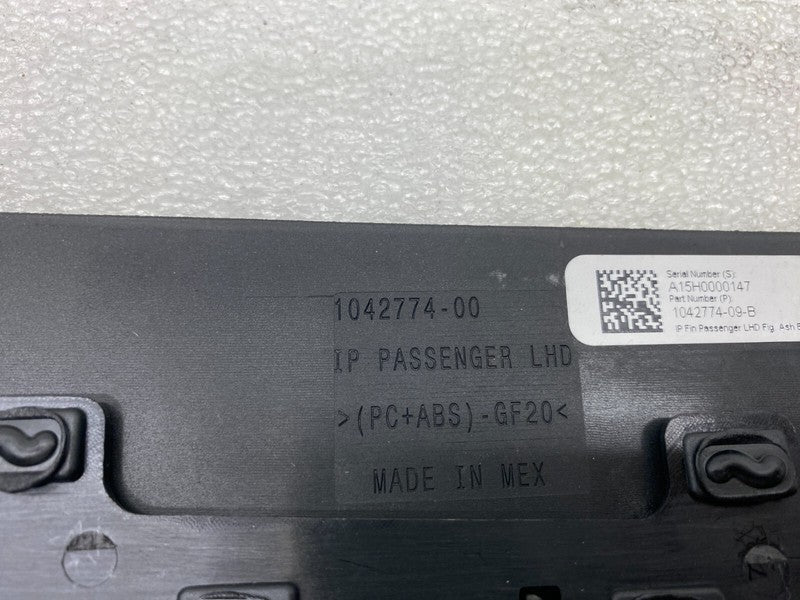 1042774-00
IP PASSENGER LHD
>(PC+ABS)-GF20<
MADE IN MEX
Serial Number (S):
A15H0000147
Part Number (P):
1042774-09-B
IP Fin Passenger LHD Fig. Ash